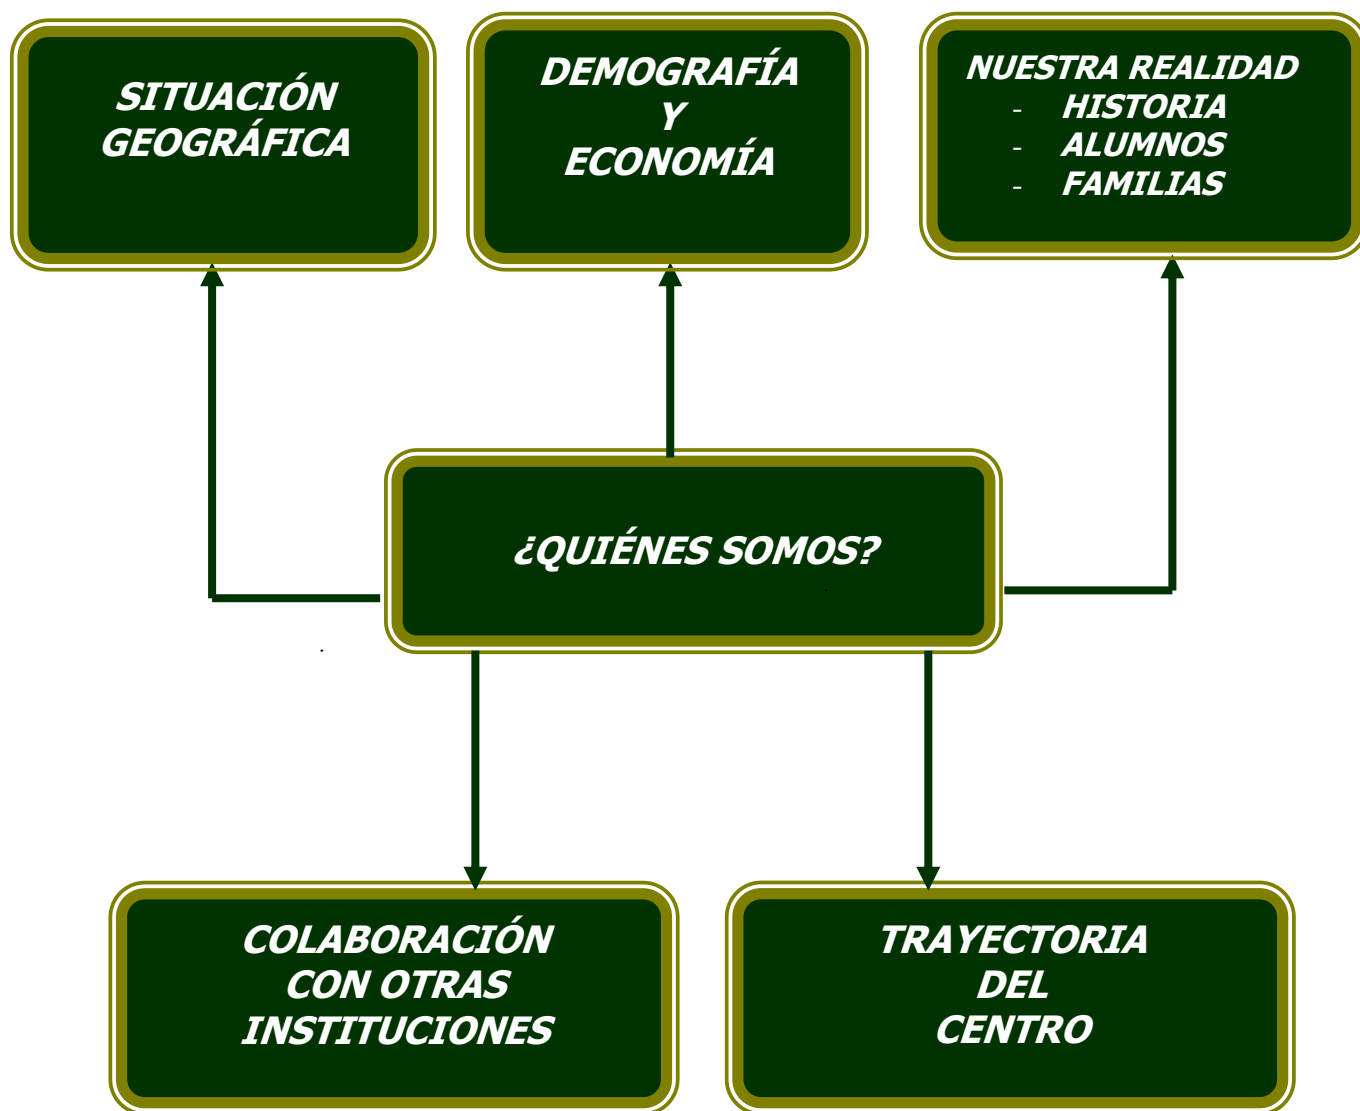 SITUACIÓN
GEOGRÁFICA
DEMOGRAFÍA
Y
ECONOMÍA
NUESTRA REALIDAD
- HISTORIA
- ALUMNOS
- FAMILIAS
¿QUIÉNES SOMOS?
COLABORACIÓN
CON OTRAS
INSTITUCIONES
TRAYECTORIA
DEL
CENTRO